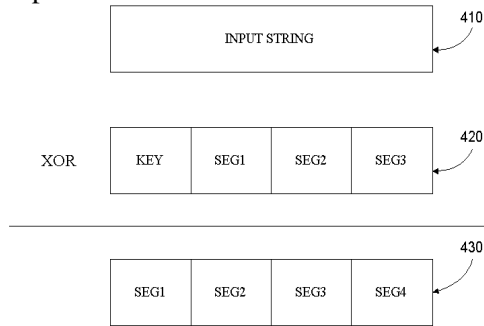 410
INPUT STRING
420
XOR KEY SEG1 SEG2 SEG3
430
SEG1 SEG2 SEG3 SEG4